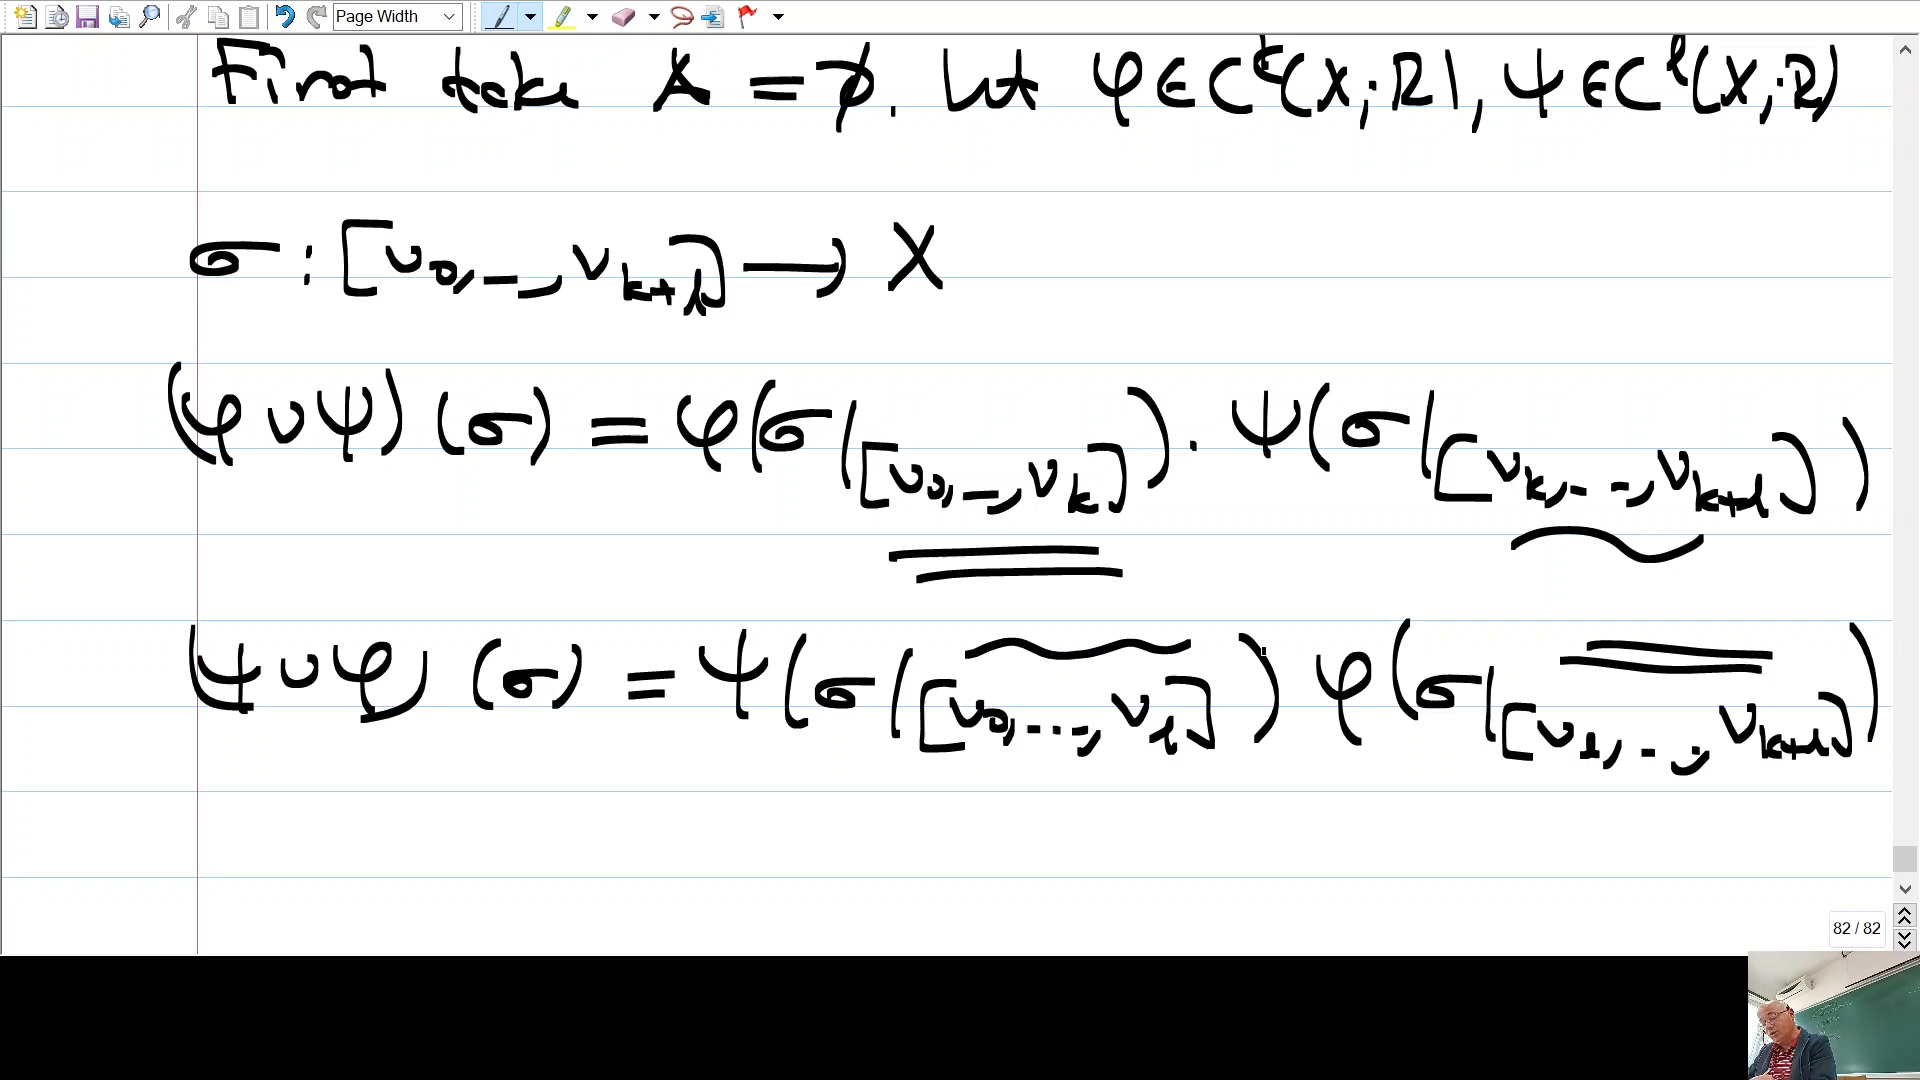 Page Width
First take A = ∅. Let φ ∈ C^k(X; R), ψ ∈ C^l(X; R)
σ : [v_0, –, v_{k+l}] ⟶ X
(φ ∪ ψ) (σ) = φ(σ|_{[v_0, –, v_k]}) · ψ(σ|_{[v_k, - - , v_{k+l}]})
(ψ ∪ φ) (σ) = ψ(σ|_{[v_0, ..., v_l]}) φ(σ|_{[v_l, - ., v_{k+l}]})
82 / 82